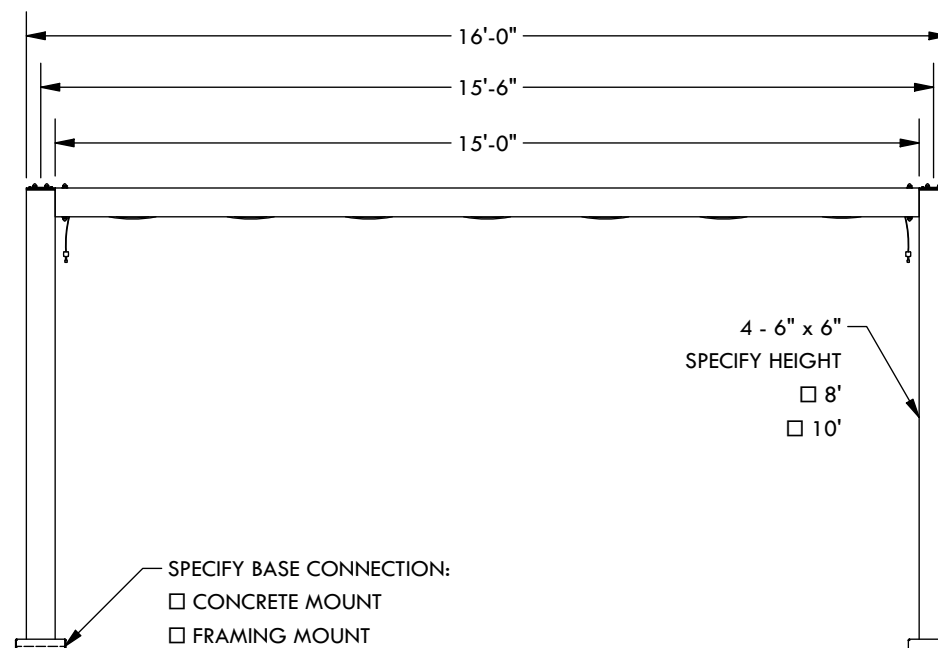 16'-0"
15'-6"
15'-0"
4 - 6" x 6"
SPECIFY HEIGHT
☐ 8'
☐ 10'
SPECIFY BASE CONNECTION:
☐ CONCRETE MOUNT
☐ FRAMING MOUNT